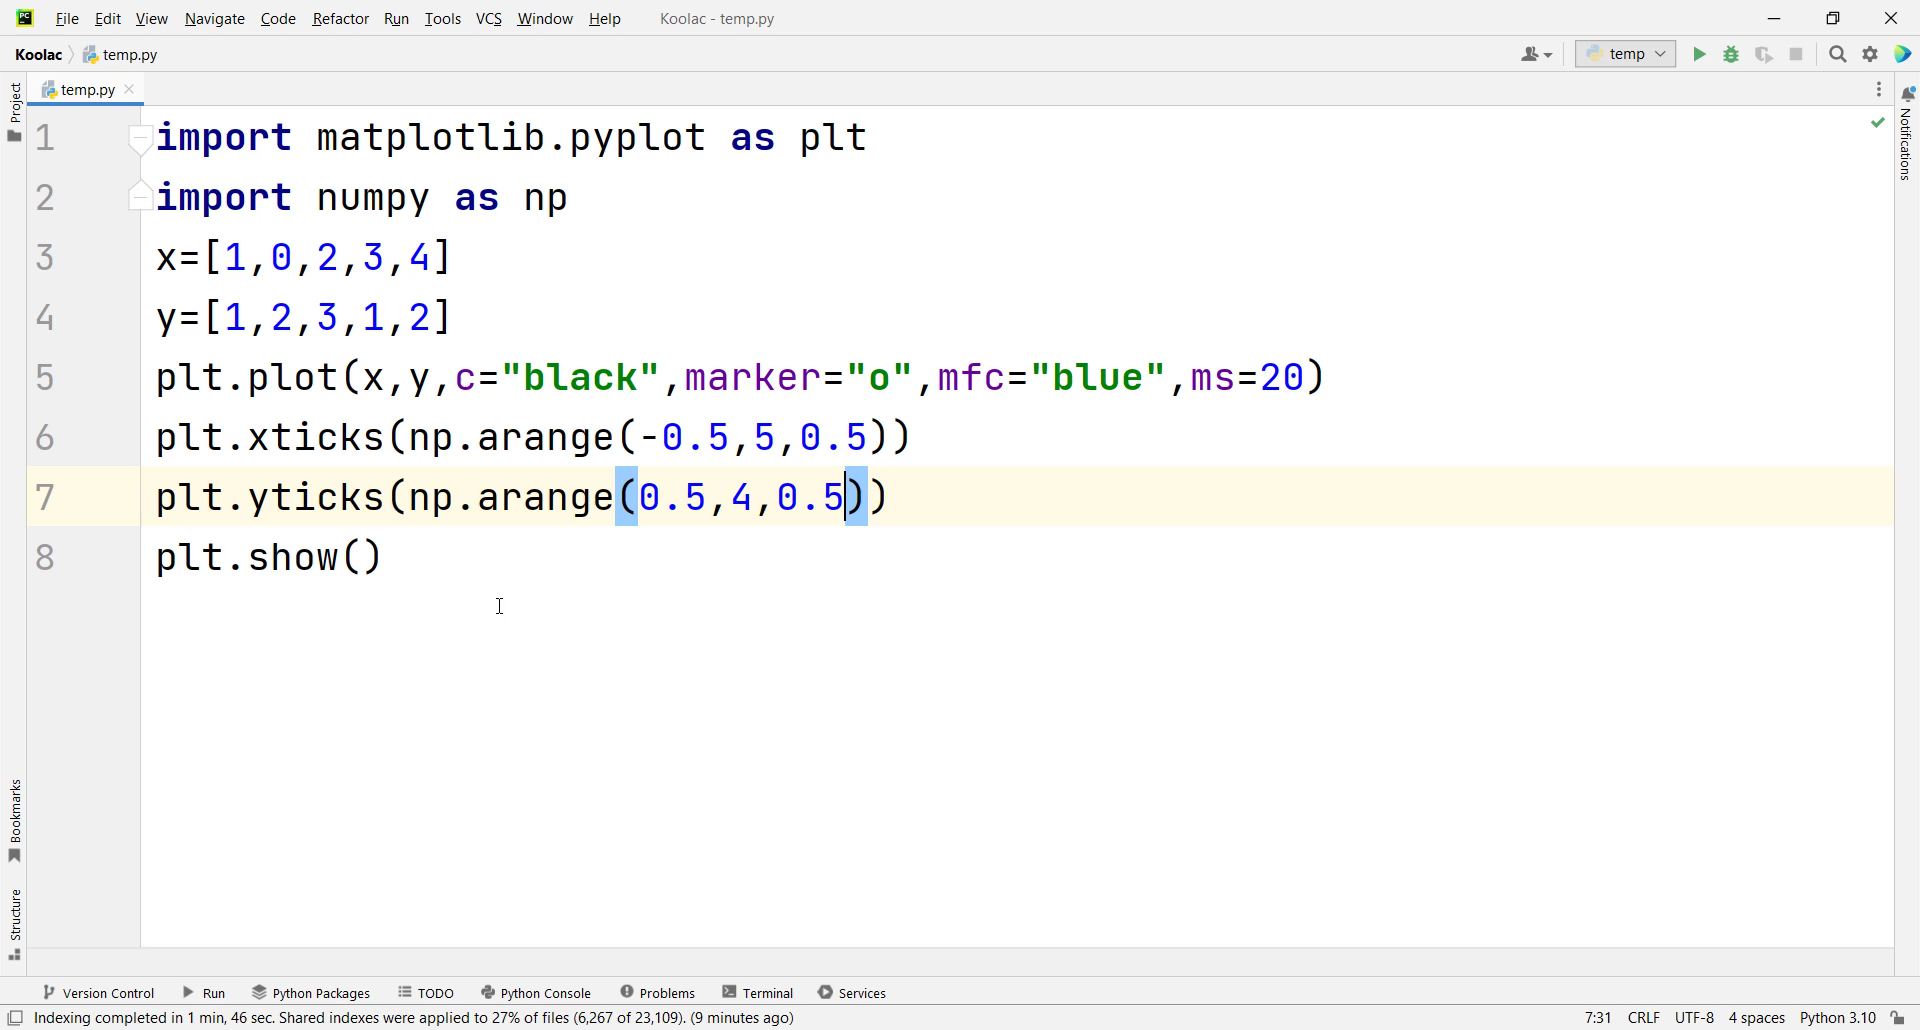 PC File Edit View Navigate Code Refactor Run Tools VCS Window Help Koolac - temp.py
Koolac temp.py temp
Project temp.py Notifications
1 import matplotlib.pyplot as plt
2 import numpy as np
3 x=[1,0,2,3,4]
4 y=[1,2,3,1,2]
5 plt.plot(x,y,c="black",marker="o",mfc="blue",ms=20)
6 plt.xticks(np.arange(-0.5,5,0.5))
7 plt.yticks(np.arange(0.5,4,0.5))
8 plt.show()
Bookmarks
Structure
Version Control Run Python Packages TODO Python Console Problems Terminal Services
Indexing completed in 1 min, 46 sec. Shared indexes were applied to 27% of files (6,267 of 23,109). (9 minutes ago) 7:31 CRLF UTF-8 4 spaces Python 3.10